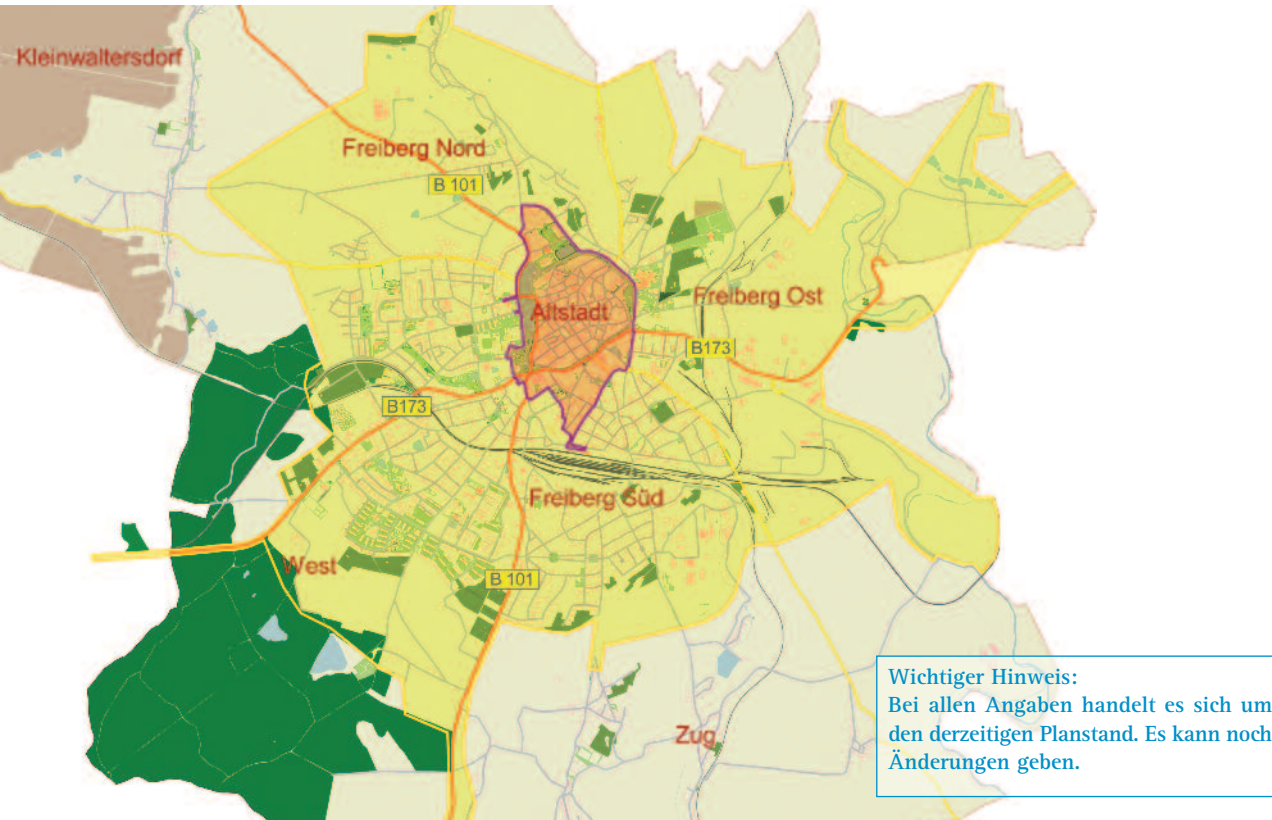 Kleinwaltersdorf
Freiberg Nord
B 101
Altstadt
Freiberg Ost
B173
B173
Freiberg Süd
West
B 101
Zug
Wichtiger Hinweis:
Bei allen Angaben handelt es sich um
den derzeitigen Planstand. Es kann noch
Änderungen geben.